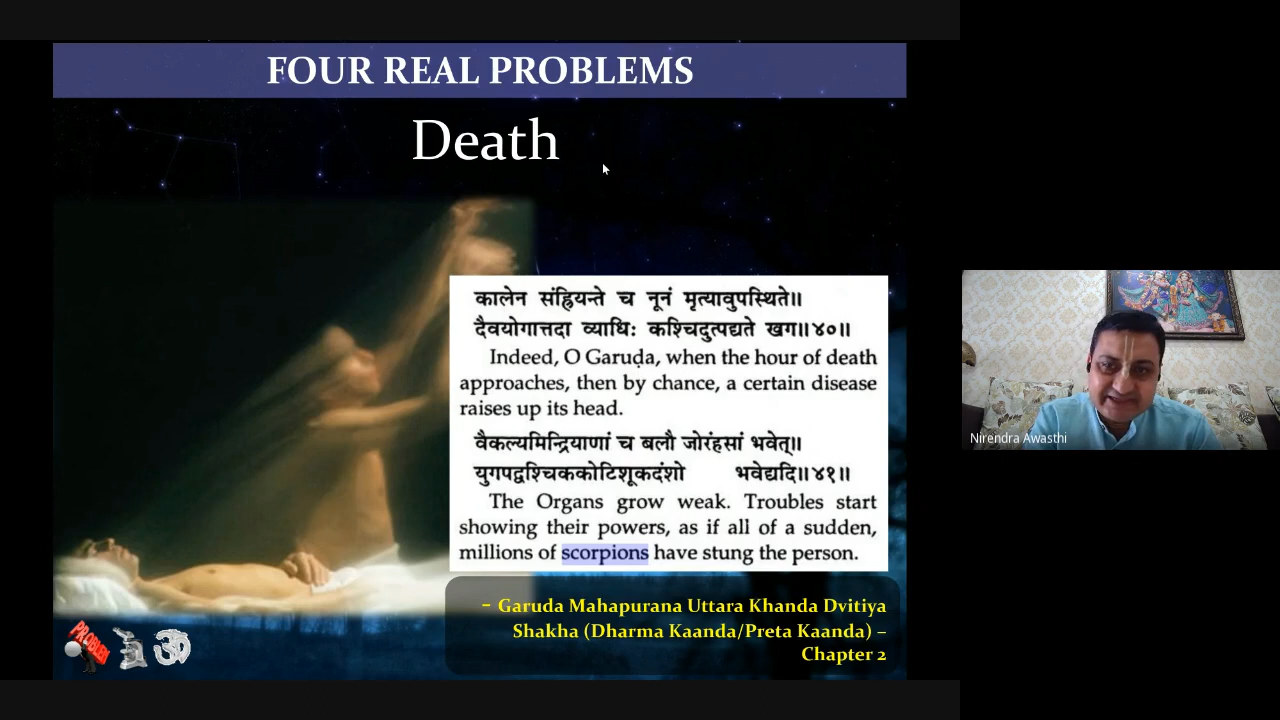 FOUR REAL PROBLEMS
Death
कालेन संह्रियन्ते च नूनं मृत्यावुपस्थिते॥
दैवयोगात्तदा व्याधिः कश्चिदुत्पद्यते खग॥४०॥
Indeed, O Garuḍa, when the hour of death
approaches, then by chance, a certain disease
raises up its head.
वैकल्यमिन्द्रियाणां च बलौ जोरंहसां भवेत्॥
युगपद्वश्चिककोटिशूकदंशो भवेद्यदि॥४१॥
The Organs grow weak. Troubles start
showing their powers, as if all of a sudden,
millions of scorpions have stung the person.
– Garuda Mahapurana Uttara Khanda Dvitiya
Shakha (Dharma Kaanda/Preta Kaanda) –
Chapter 2
PROBLEM
Nirendra Awasthi